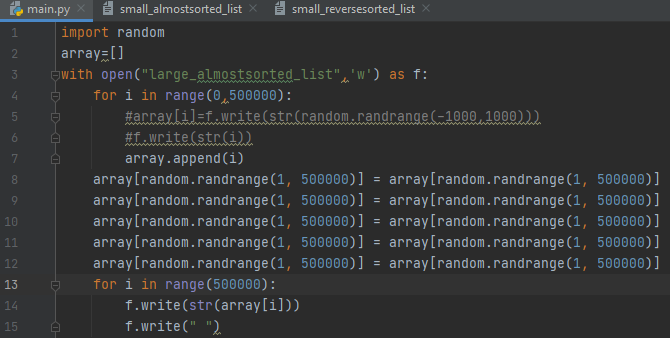 main.py small_almostsorted_list small_reversesorted_list
1 import random
2 array=[]
3 with open("large_almostsorted_list",'w') as f:
4 for i in range(0,500000):
5 #array[i]=f.write(str(random.randrange(-1000,1000)))
6 #f.write(str(i))
7 array.append(i)
8 array[random.randrange(1, 500000)] = array[random.randrange(1, 500000)]
9 array[random.randrange(1, 500000)] = array[random.randrange(1, 500000)]
10 array[random.randrange(1, 500000)] = array[random.randrange(1, 500000)]
11 array[random.randrange(1, 500000)] = array[random.randrange(1, 500000)]
12 array[random.randrange(1, 500000)] = array[random.randrange(1, 500000)]
13 for i in range(500000):
14 f.write(str(array[i]))
15 f.write(" ")